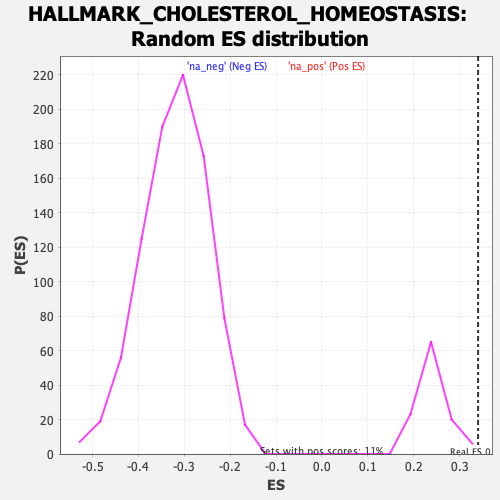 HALLMARK_CHOLESTEROL_HOMEOSTASIS:
Random ES distribution
'na_neg' (Neg ES) 'na_pos' (Pos ES)
220
200
180
160
140
120
100
80
60
40
20
0
P(ES)
Sets with pos scores: 11%
Real ES 0
-0.5 -0.4 -0.3 -0.2 -0.1 0.0 0.1 0.2 0.3
ES